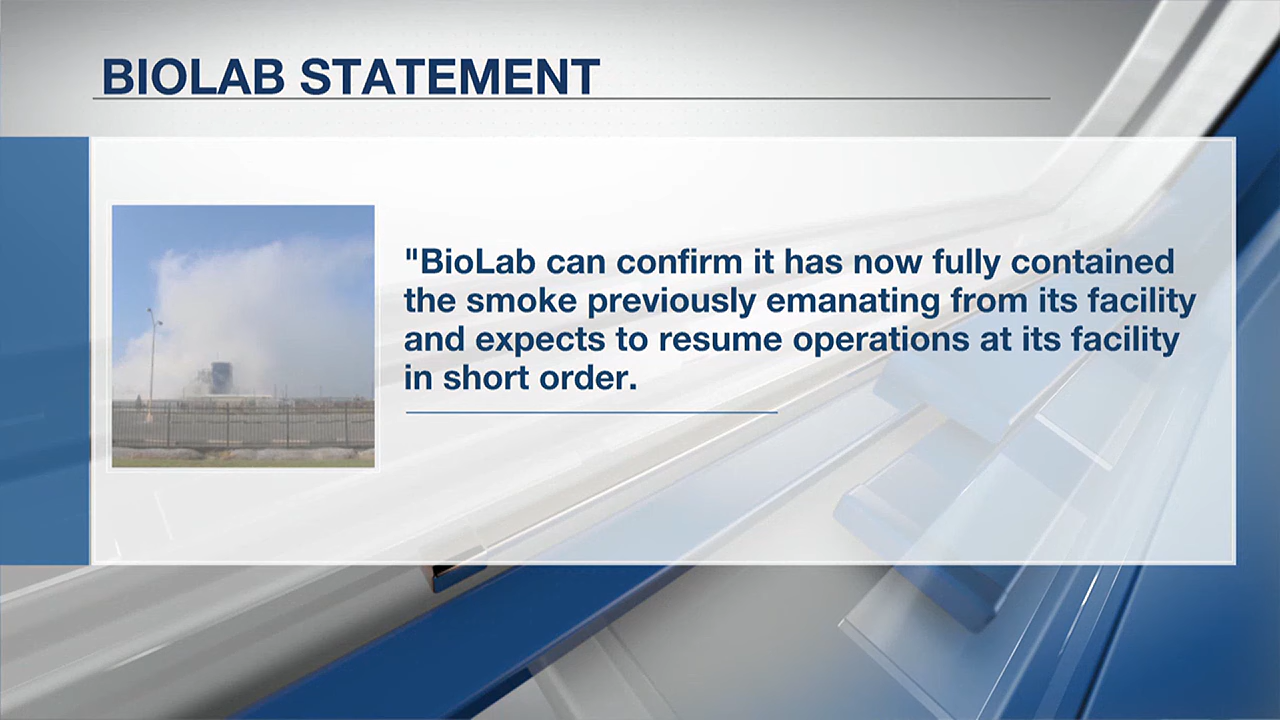 BIOLAB STATEMENT
"BioLab can confirm it has now fully contained
the smoke previously emanating from its facility
and expects to resume operations at its facility
in short order.